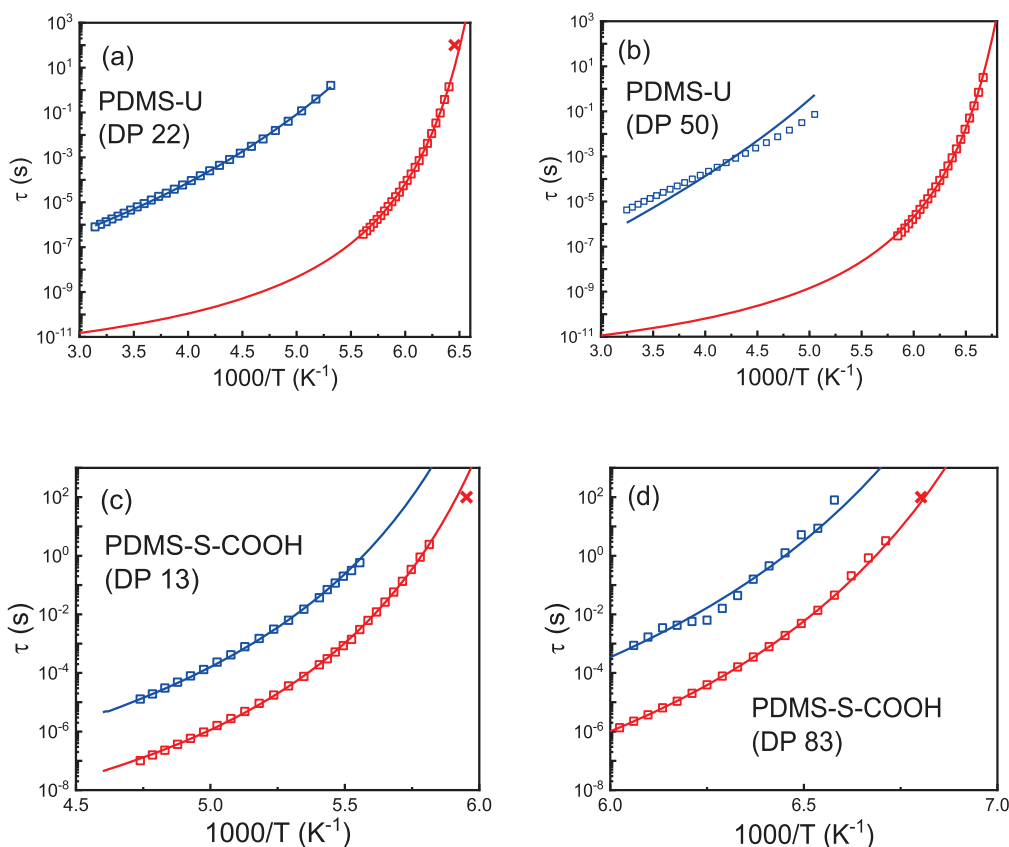 (a)
PDMS-U
(DP 22)
τ (s)
10³
10¹
10⁻¹
10⁻³
10⁻⁵
10⁻⁶
10⁻⁷
10⁻⁹
10⁻¹¹
3.0 3.5 4.0 4.5 5.0 5.5 6.0 6.5
1000/T (K⁻¹)
(b)
PDMS-U
(DP 50)
τ (s)
10³
10¹
10⁻¹
10⁻³
10⁻⁵
10⁻⁶
10⁻⁷
10⁻⁹
10⁻¹¹
3.0 3.5 4.0 4.5 5.0 5.5 6.0 6.5
1000/T (K⁻¹)
(c)
PDMS-S-COOH
(DP 13)
τ (s)
10²
10⁰
10⁻²
10⁻⁴
10⁻⁶
10⁻⁸
4.5 5.0 5.5 6.0
1000/T (K⁻¹)
(d)
PDMS-S-COOH
(DP 83)
τ (s)
10²
10⁰
10⁻²
10⁻⁴
10⁻⁶
10⁻⁸
6.0 6.5 7.0
1000/T (K⁻¹)